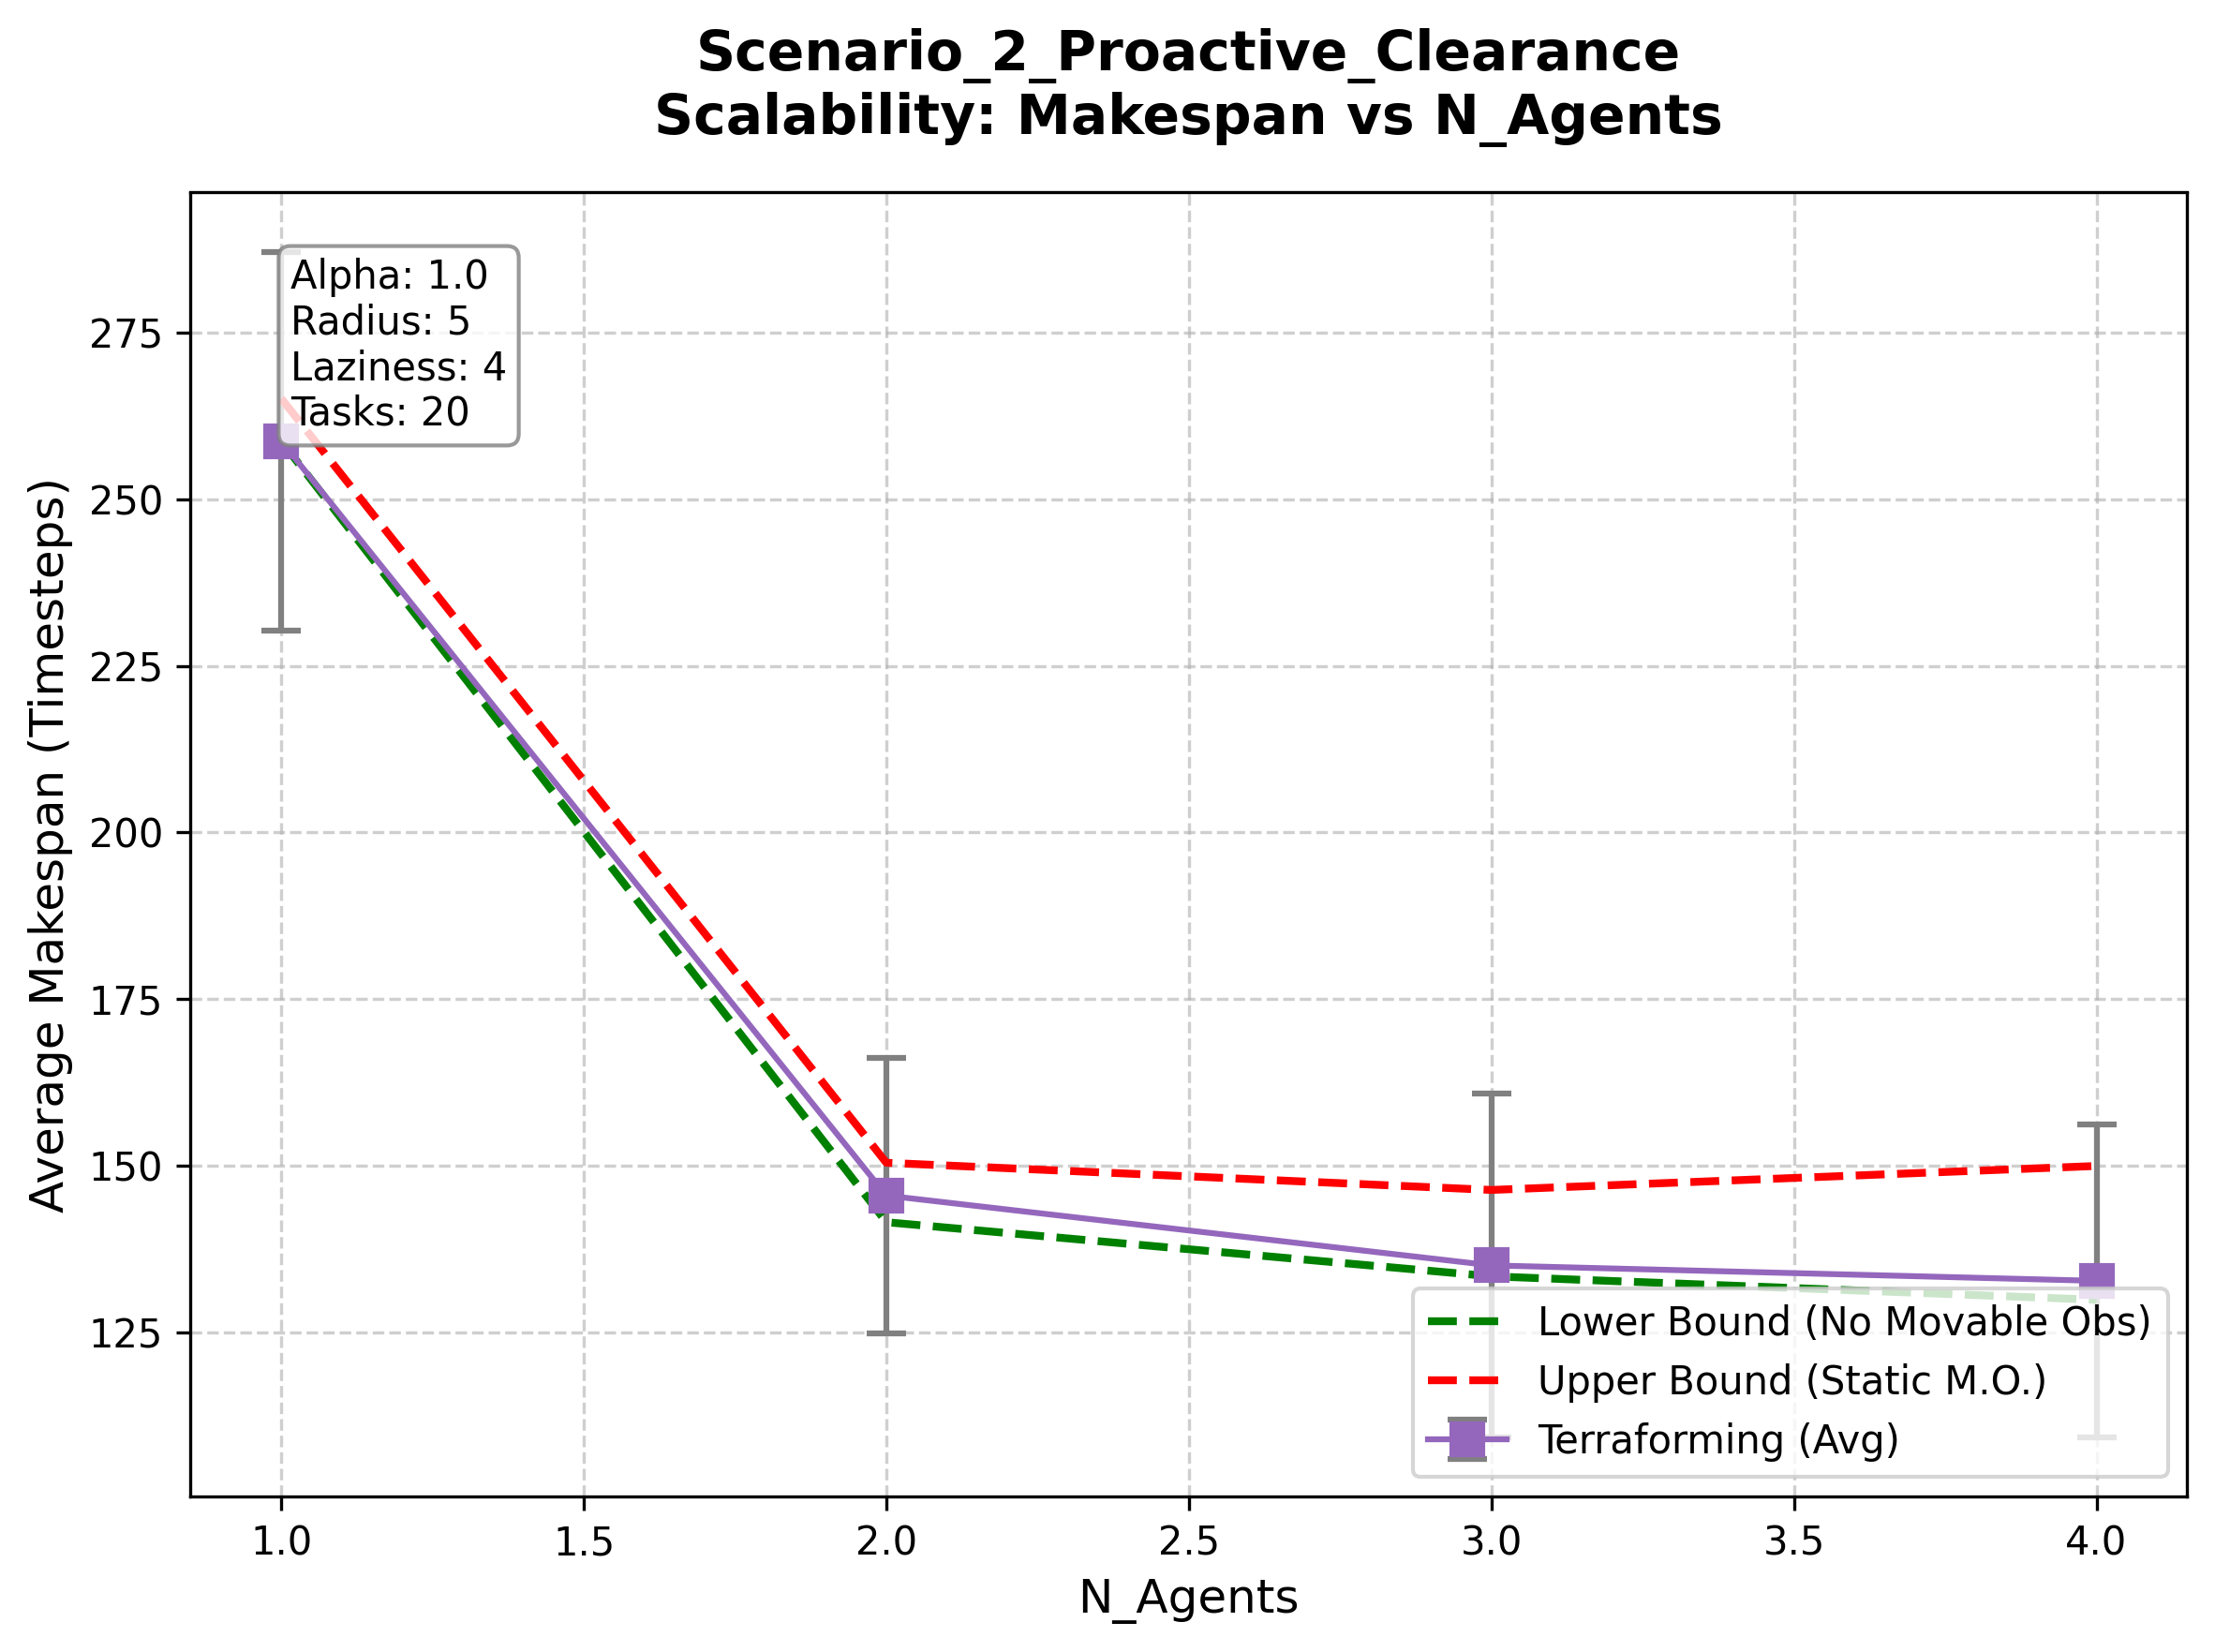 Scenario_2_Proactive_Clearance
Scalability: Makespan vs N_Agents
Alpha: 1.0
Radius: 5
Laziness: 4
Tasks: 20
Average Makespan (Timesteps)
275
250
225
200
175
150
125
Lower Bound (No Movable Obs)
Upper Bound (Static M.O.)
Terraforming (Avg)
1.0 1.5 2.0 2.5 3.0 3.5 4.0
N_Agents